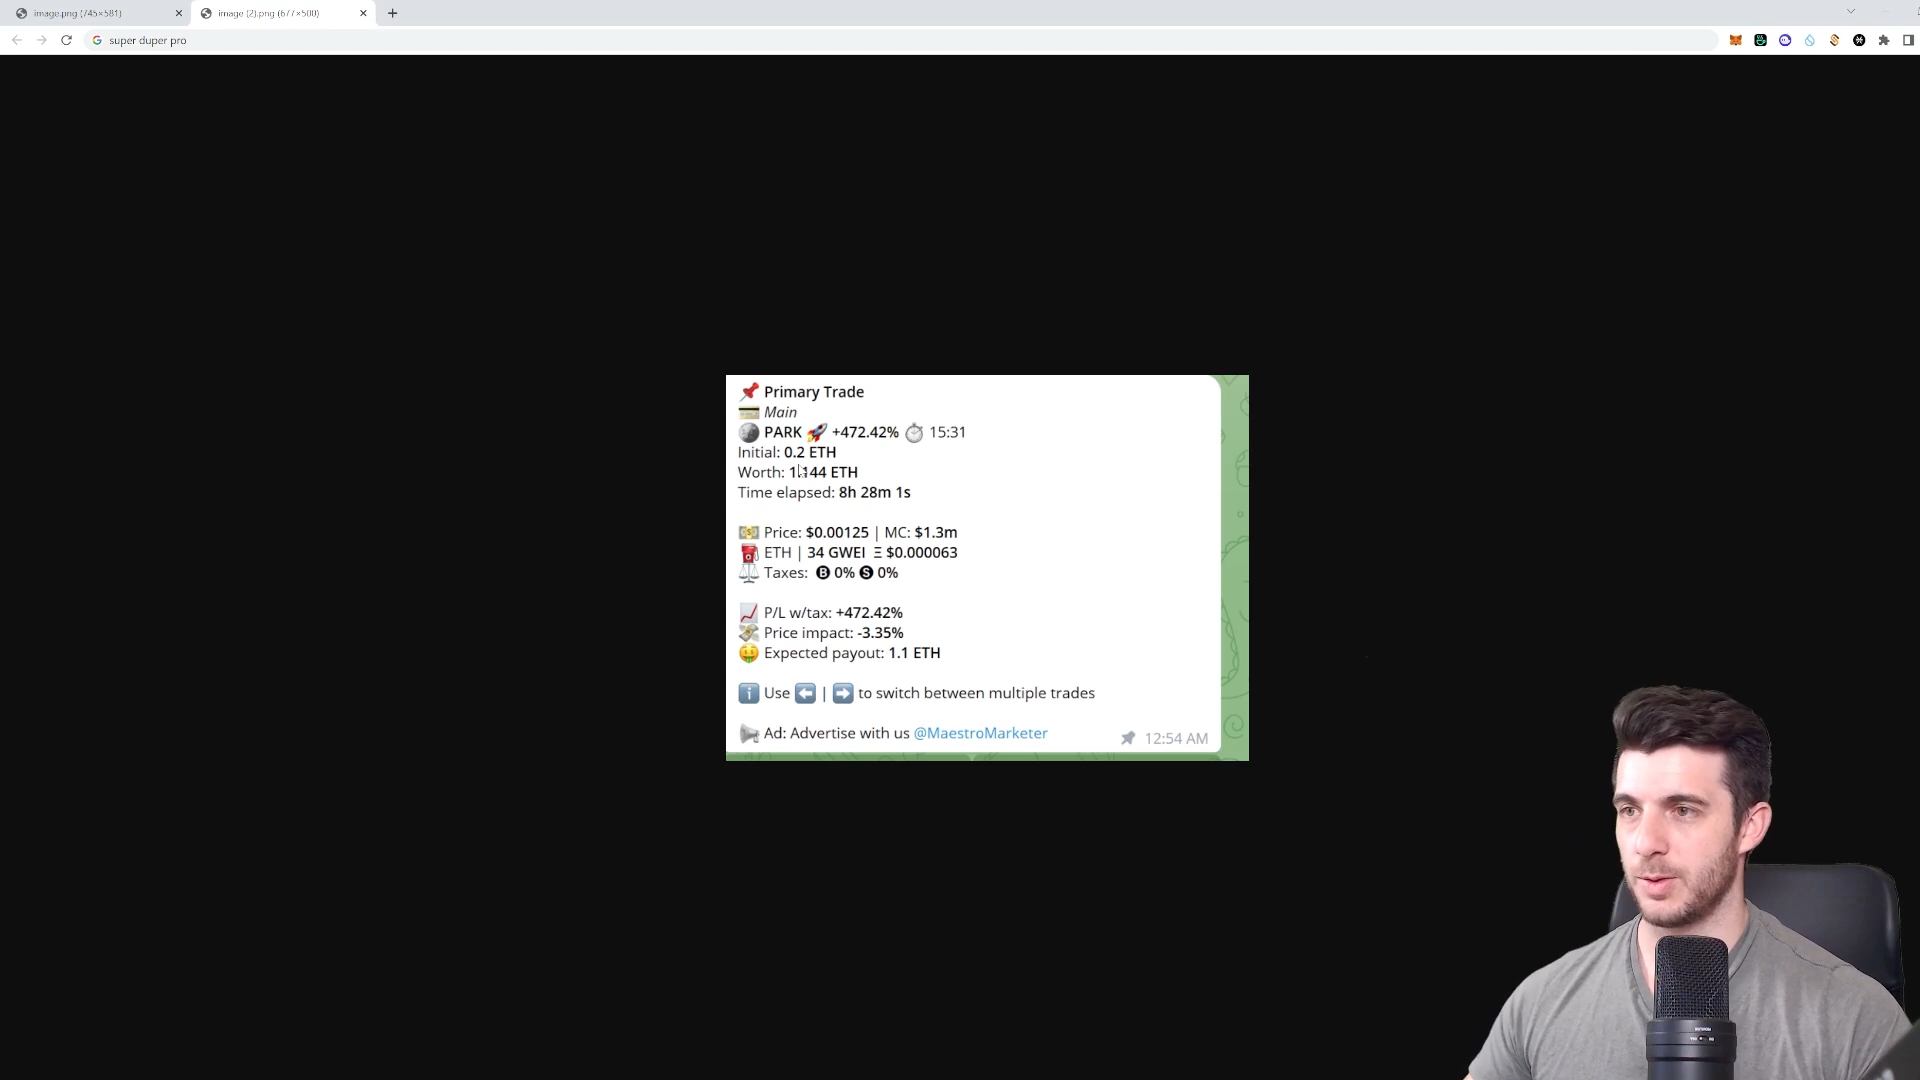 image.png (745×581)
image (2).png (677×500)
super duper pro
📌 Primary Trade
💳 Main
🌑 PARK 🚀 +472.42% ⏱ 15:31
Initial: 0.2 ETH
Worth: 1.144 ETH
Time elapsed: 8h 28m 1s
💵 Price: $0.00125 | MC: $1.3m
⛽ ETH | 34 GWEI Ξ $0.000063
⚖ Taxes: 🅑 0% 🅢 0%
📈 P/L w/tax: +472.42%
💸 Price impact: -3.35%
🤑 Expected payout: 1.1 ETH
ℹ Use ⬅ | ➡ to switch between multiple trades
📢 Ad: Advertise with us @MaestroMarketer
12:54 AM